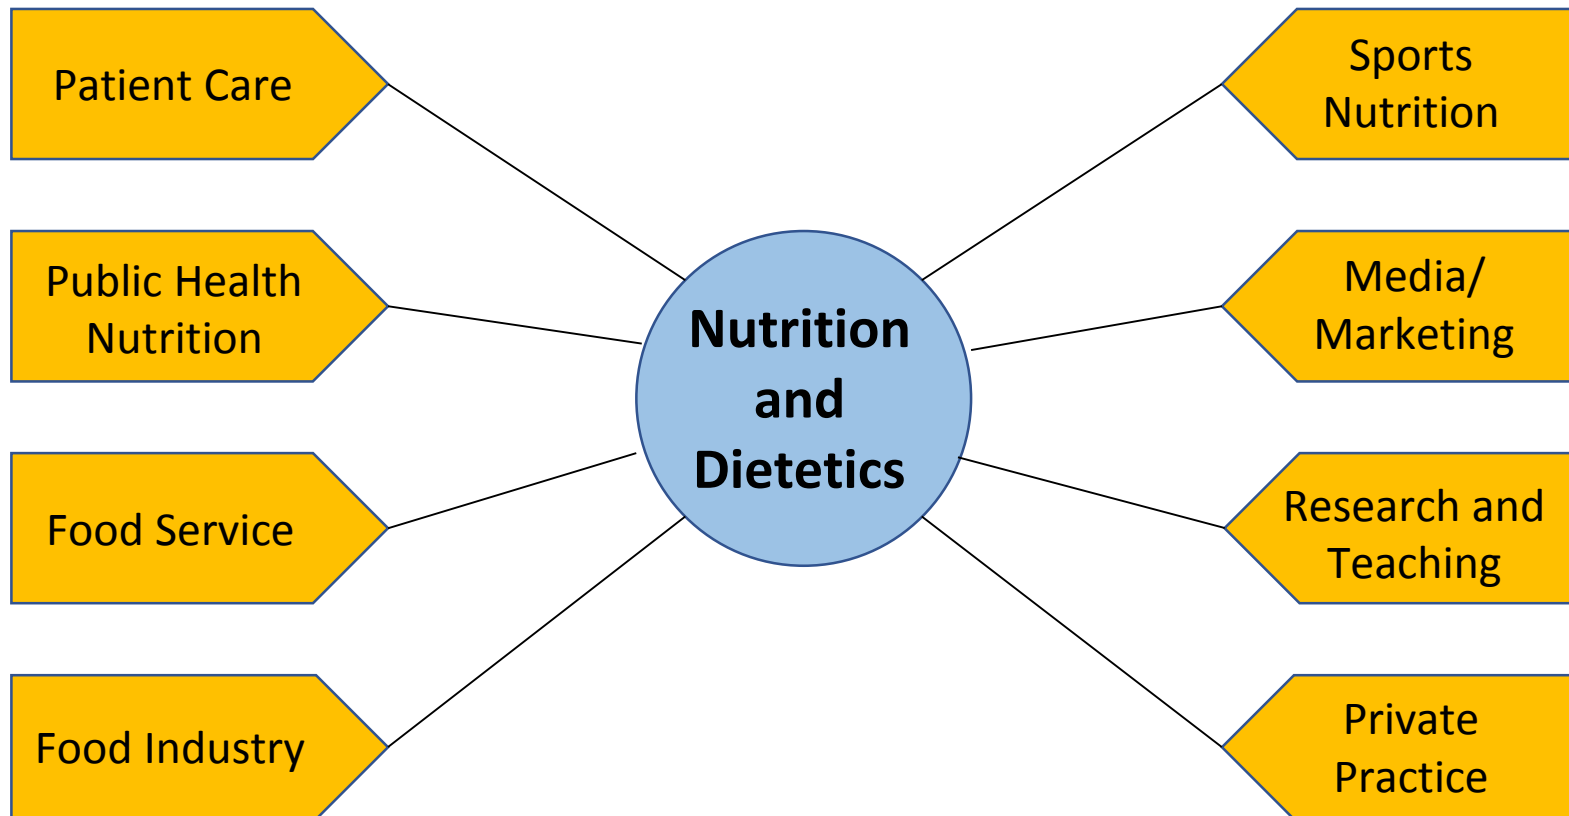 Patient Care
Public Health
Nutrition
Food Service
Food Industry
Nutrition
and
Dietetics
Sports
Nutrition
Media/
Marketing
Research and
Teaching
Private
Practice